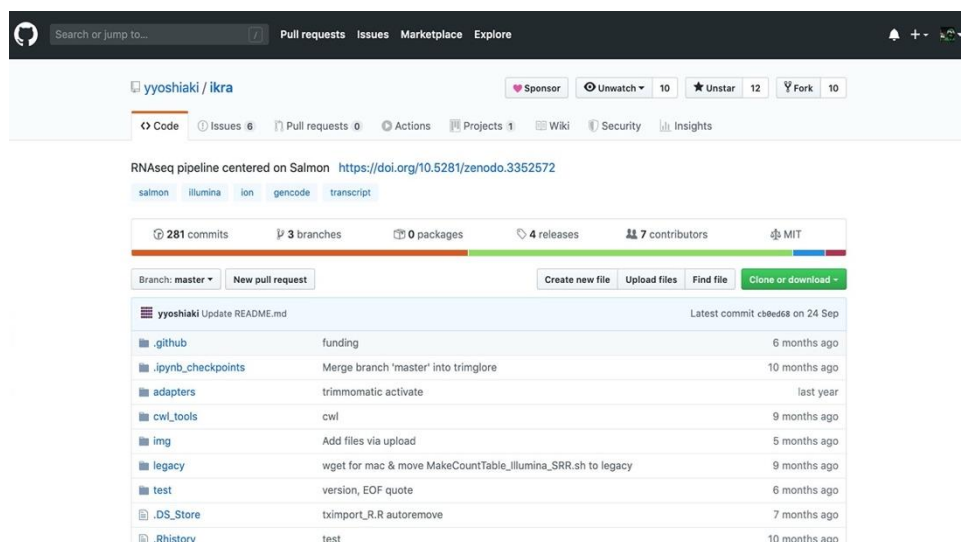 Search or jump to... / Pull requests Issues Marketplace Explore
yyoshiaki / ikra Sponsor Unwatch 10 Unstar 12 Fork 10
Code Issues 6 Pull requests 0 Actions Projects 1 Wiki Security Insights
RNAseq pipeline centered on Salmon https://doi.org/10.5281/zenodo.3352572
salmon illumina ion gencode transcript
281 commits 3 branches 0 packages 4 releases 7 contributors MIT
Branch: master New pull request Create new file Upload files Find file Clone or download
yyoshiaki Update README.md Latest commit cb0ed68 on 24 Sep
.github funding 6 months ago
.ipynb_checkpoints Merge branch 'master' into trimglore 10 months ago
adapters trimmomatic activate last year
cwl_tools cwl 9 months ago
img Add files via upload 5 months ago
legacy wget for mac & move MakeCountTable_Illumina_SRR.sh to legacy 9 months ago
test version, EOF quote 6 months ago
.DS_Store tximport_R.R autoremove 7 months ago
.Rhistory test 10 months ago